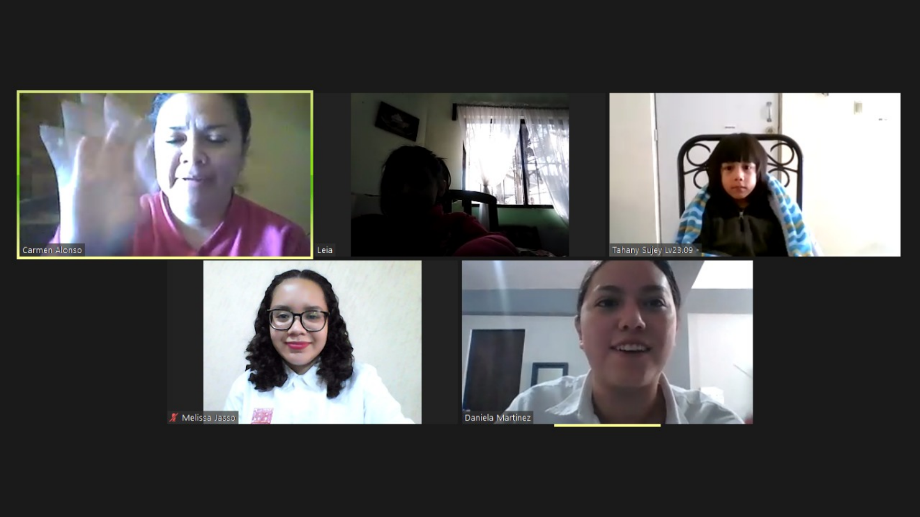 Carmen Alonso
Leia
Tahany Sujey Lv23.09 -
Melissa Jasso
Daniela Martinez